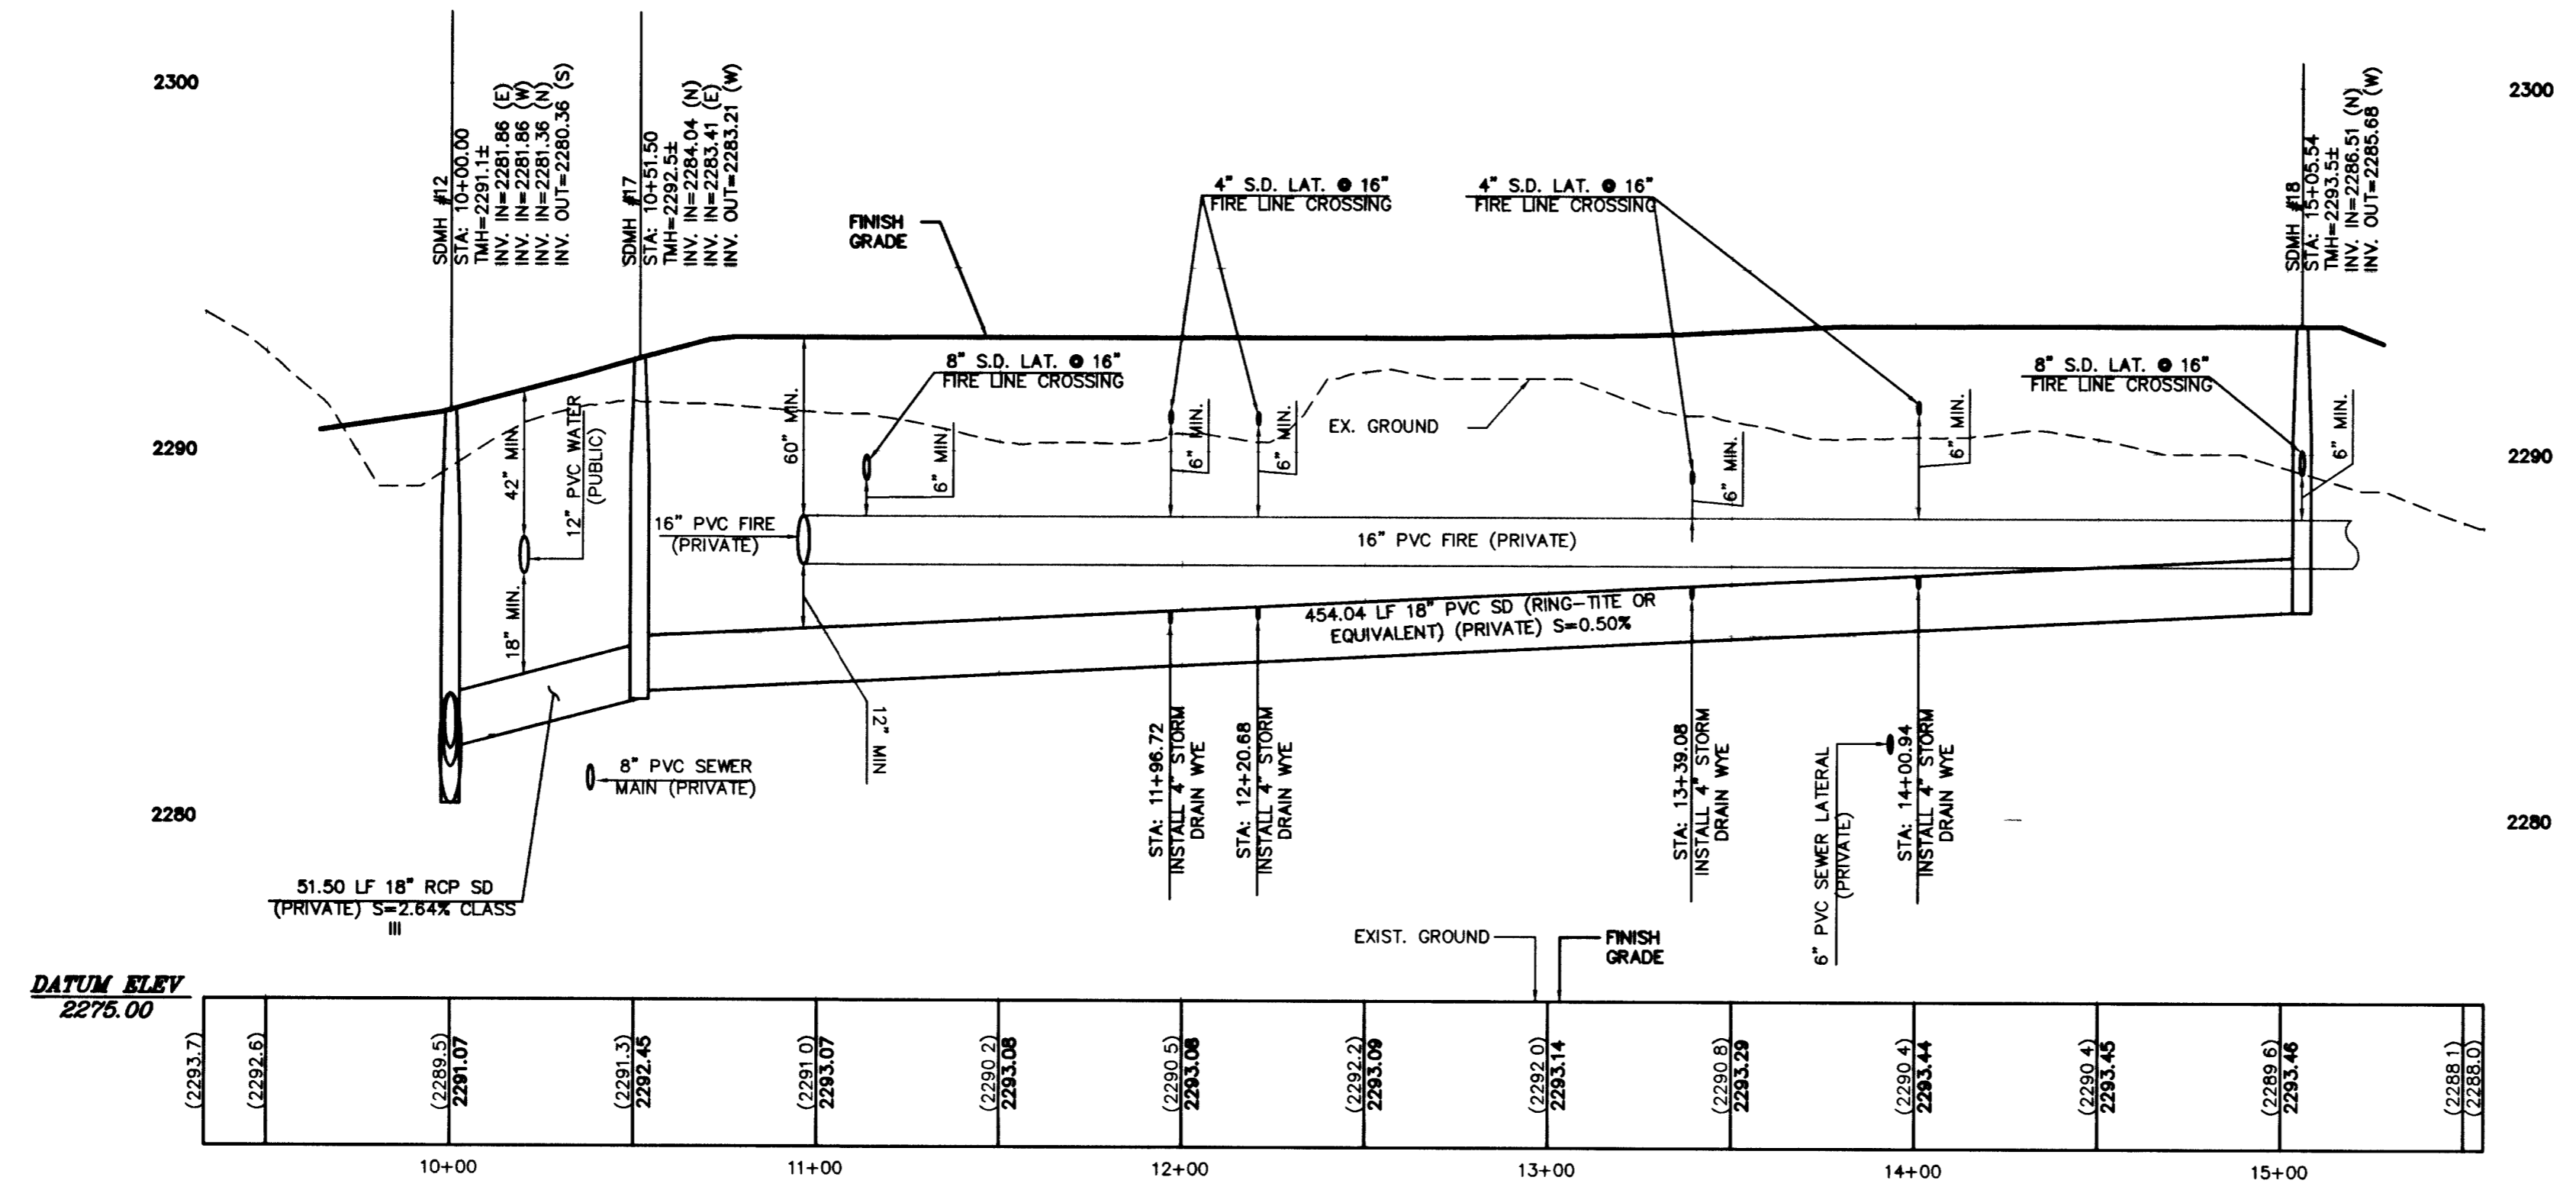 2300
2300
2290
2290
2280
2280
SDMH #12
STA: 10+00.00
TMH=2291.1±
INV. IN=2281.86 (E)
INV. IN=2281.86 (W)
INV. IN=2281.36 (N)
INV. OUT=2280.36 (S)
SDMH #17
STA: 10+51.50
TMH=2292.5±
INV. IN=2284.04 (N)
INV. IN=2283.41 (E)
INV. OUT=2283.21 (W)
SDMH #18
STA: 15+05.54
TMH=2293.5±
INV. IN=2286.51 (N)
INV. OUT=2285.68 (W)
FINISH
GRADE
4" S.D. LAT. @ 16"
FIRE LINE CROSSING
4" S.D. LAT. @ 16"
FIRE LINE CROSSING
8" S.D. LAT. @ 16"
FIRE LINE CROSSING
8" S.D. LAT. @ 16"
FIRE LINE CROSSING
42" MIN.
12" PVC WATER
(PUBLIC)
18" MIN.
60" MIN.
6" MIN.
6" MIN.
6" MIN.
EX. GROUND
6" MIN.
6" MIN.
6" MIN.
16" PVC FIRE
(PRIVATE)
16" PVC FIRE (PRIVATE)
454.04 LF 18" PVC SD (RING-TITE OR
EQUIVALENT) (PRIVATE) S=0.50%
12" MIN
8" PVC SEWER
MAIN (PRIVATE)
STA: 11+96.72
INSTALL 4" STORM
DRAIN WYE
STA: 12+20.68
INSTALL 4" STORM
DRAIN WYE
STA: 13+39.08
INSTALL 4" STORM
DRAIN WYE
6" PVC SEWER LATERAL
(PRIVATE)
STA: 14+00.94
INSTALL 4" STORM
DRAIN WYE
51.50 LF 18" RCP SD
(PRIVATE) S=2.64% CLASS
III
EXIST. GROUND
FINISH
GRADE
DATUM ELEV
2275.00
(2293.7)
(2292.6)
(2289.5)
2291.07
(2291.3)
2292.45
(2291 0)
2293.07
(2290 2)
2293.08
(2290 5)
2293.08
(2292.2)
2293.09
(2292 0)
2293.14
(2290 8)
2293.29
(2290 4)
2293.44
(2290.4)
2293.45
(2289 6)
2293.46
(2288 1)
(2288.0)
10+00
11+00
12+00
13+00
14+00
15+00